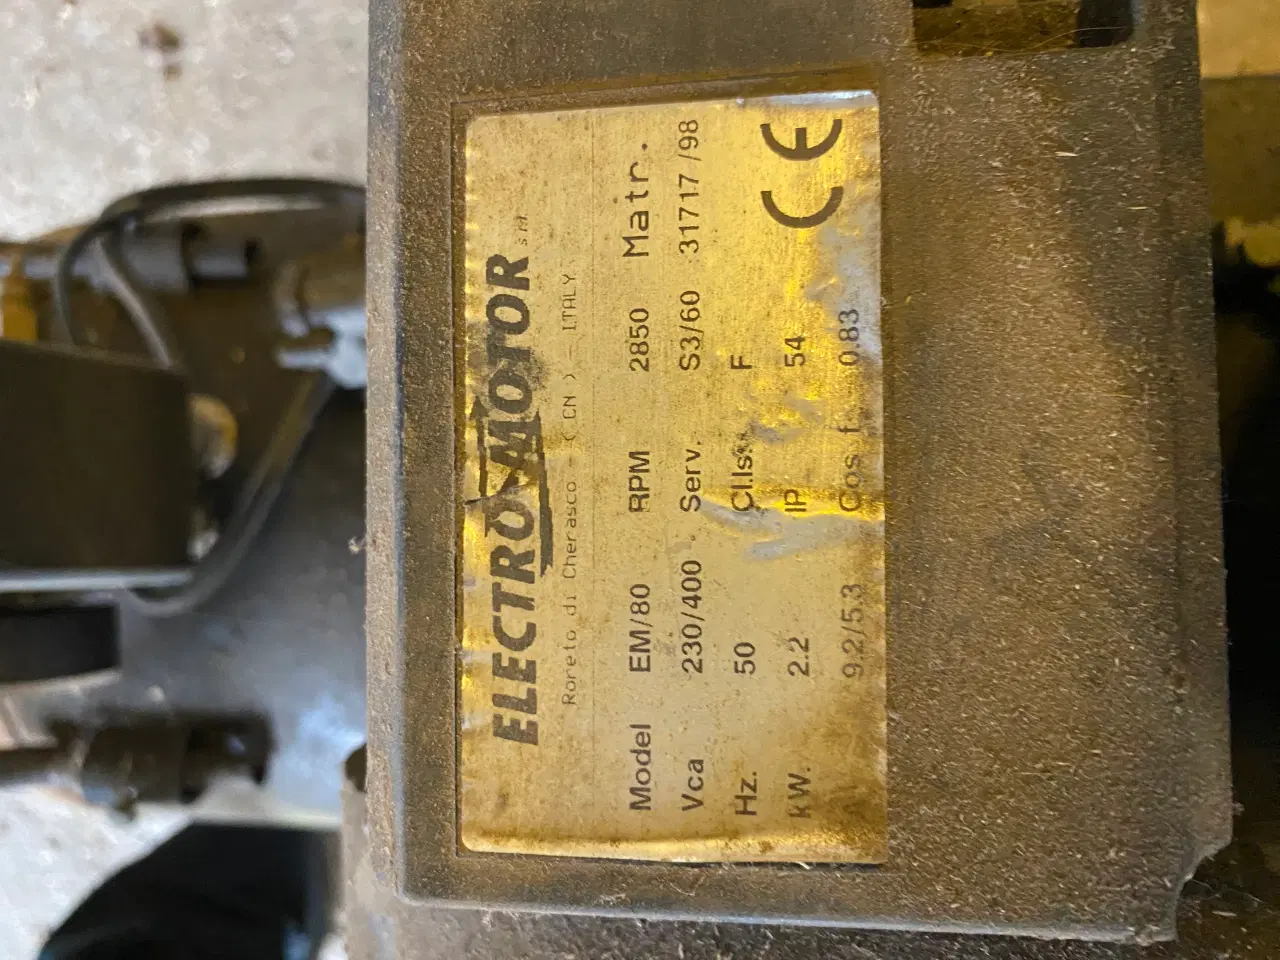 ELECTRO MOTOR s.r.l.
Roreto di Cherasco - ( CN ) - ITALY
Model EM/80 RPM 2850 Matr.
Vca 230/400 Serv. S3/60 31717/98
Hz. 50 Cl.Is. F
kW. 2.2 IP 54 CE
A/V. 9.2/5.3 Cos f. 0.83